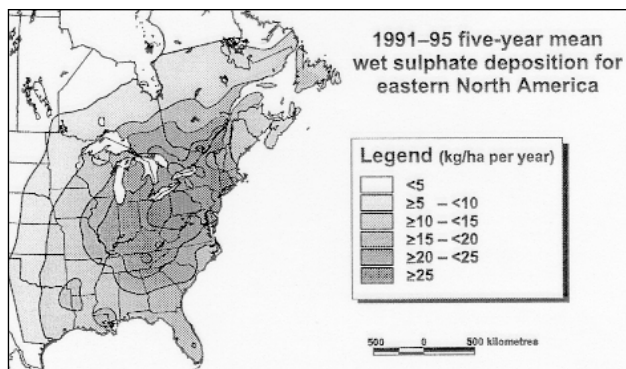 1991–95 five-year mean
wet sulphate deposition for
eastern North America
Legend (kg/ha per year)
<5
≥5 – <10
≥10 – <15
≥15 – <20
≥20 – <25
≥25
500 0 500 kilometres